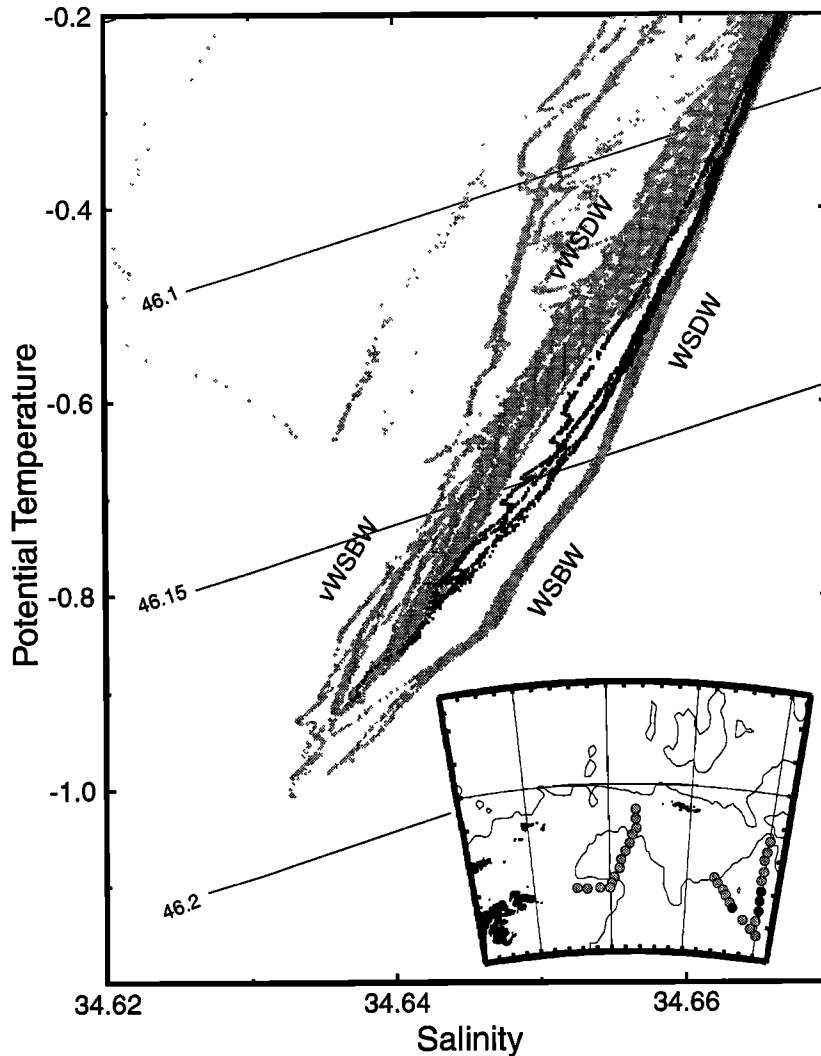 -0.2
-0.4
-0.6
-0.8
-1.0
Potential Temperature
46.1
46.15
46.2
vWSDW
WSDW
vWSBW
WSBW
34.62
34.64
34.66
Salinity